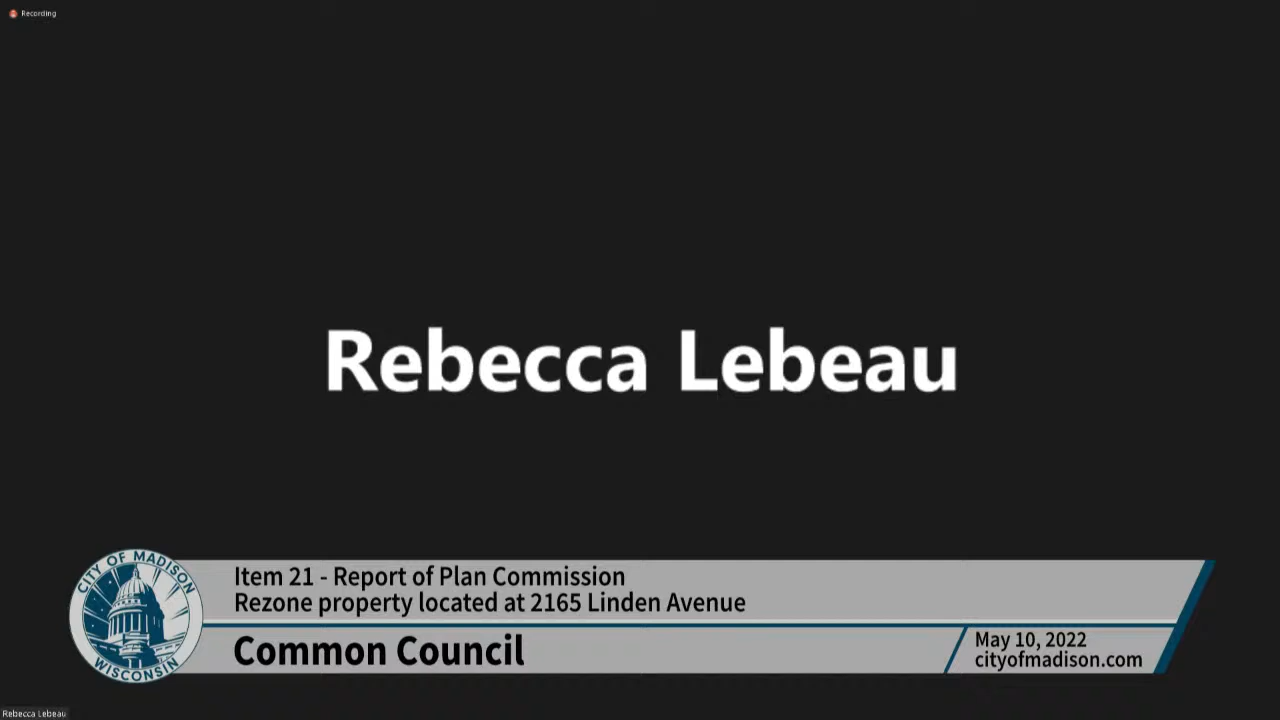 Recording
Rebecca Lebeau
CITY OF MADISON
WISCONSIN
Item 21 - Report of Plan Commission
Rezone property located at 2165 Linden Avenue
Common Council
May 10, 2022
cityofmadison.com
Rebecca Lebeau